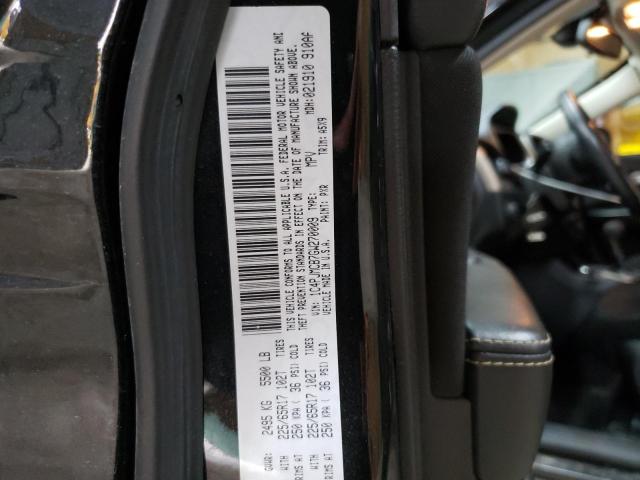 GVWR: 2495 KG 5500 LB
WITH 225/65R17 102T TIRES
RIMS AT 250 KPA ( 36 PSI) COLD
WITH 225/65R17 102T TIRES
RIMS AT 250 KPA ( 36 PSI) COLD
THIS VEHICLE CONFORMS TO ALL APPLICABLE U.S.A. FEDERAL MOTOR VEHICLE SAFETY AND
THEFT PREVENTION STANDARDS IN EFFECT ON THE DATE OF MANUFACTURE SHOWN ABOVE.
VIN: 1C4PJMCB7GW270009 TYPE: MPV MDH:021910 910AF
VEHICLE MADE IN U.S.A. PAINT: PXR TRIM: A5X9